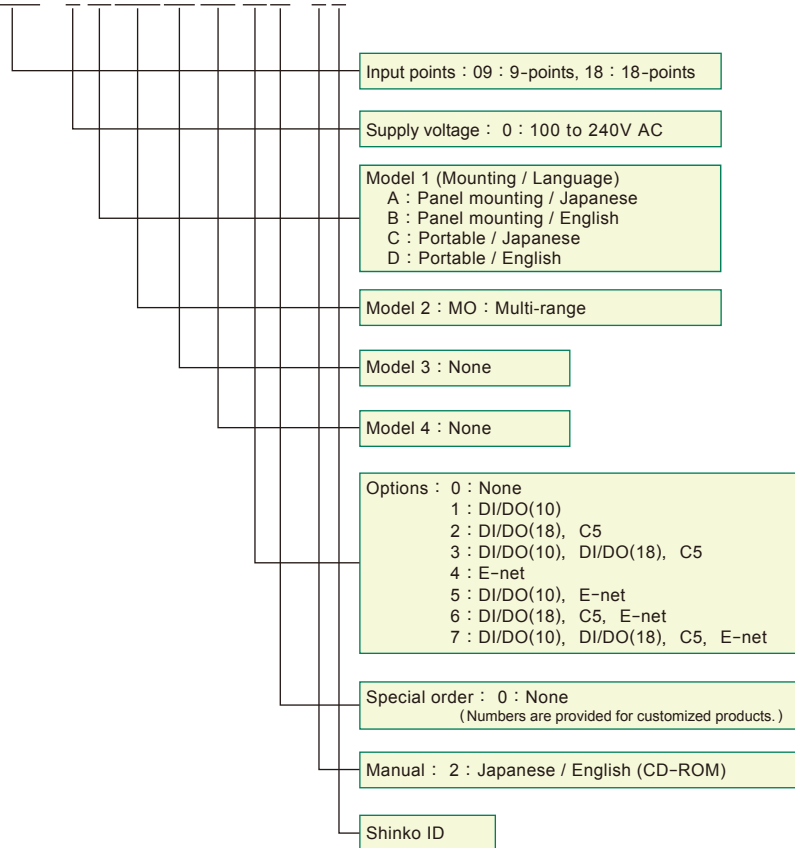 Input points：09：9-points, 18：18-points
Supply voltage： 0：100 to 240V AC
Model 1 (Mounting / Language)
A：Panel mounting / Japanese
B：Panel mounting / English
C：Portable / Japanese
D：Portable / English
Model 2：MO：Multi-range
Model 3：None
Model 4：None
Options： 0：None
1：DI/DO(10)
2：DI/DO(18), C5
3：DI/DO(10), DI/DO(18), C5
4：E-net
5：DI/DO(10), E-net
6：DI/DO(18), C5, E-net
7：DI/DO(10), DI/DO(18), C5, E-net
Special order： 0：None
(Numbers are provided for customized products.)
Manual： 2：Japanese / English (CD-ROM)
Shinko ID